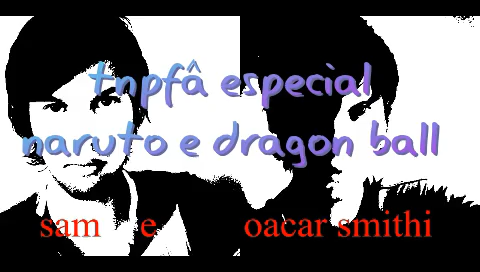 tnpfâ especial
naruto e dragon ball
sam e oacar smithi